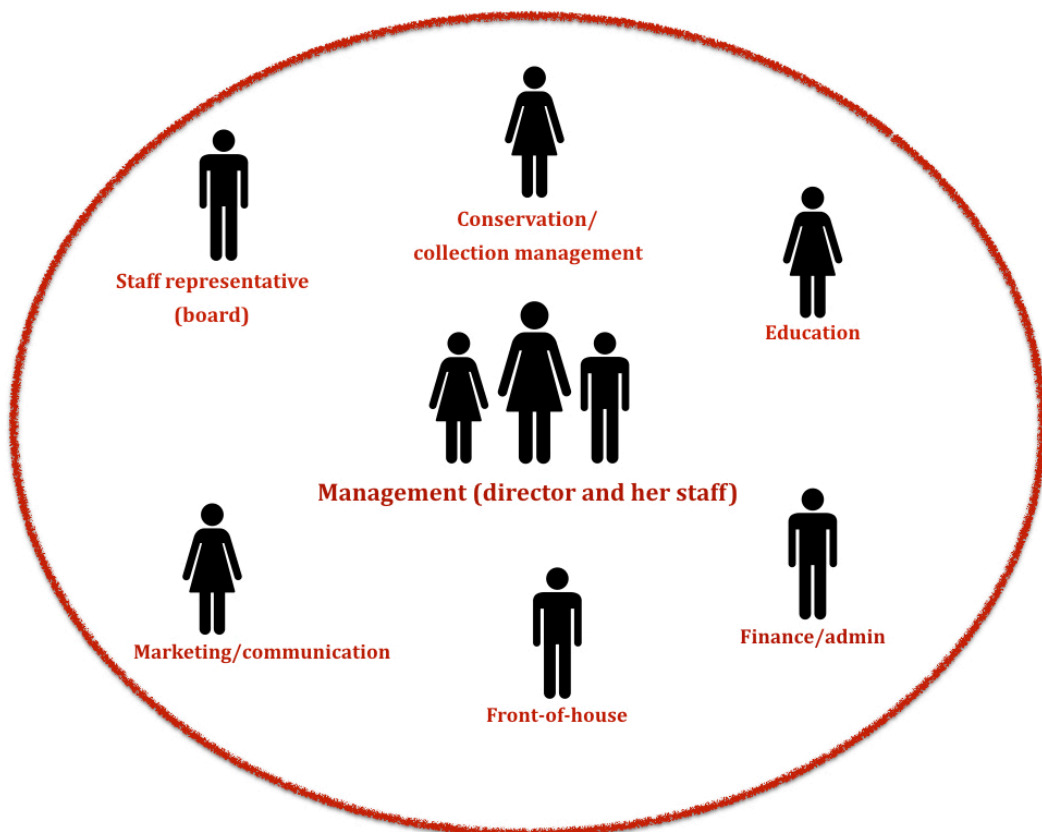 Conservation/
collection management
Staff representative
(board)
Education
Management (director and her staff)
Marketing/communication
Finance/admin
Front-of-house